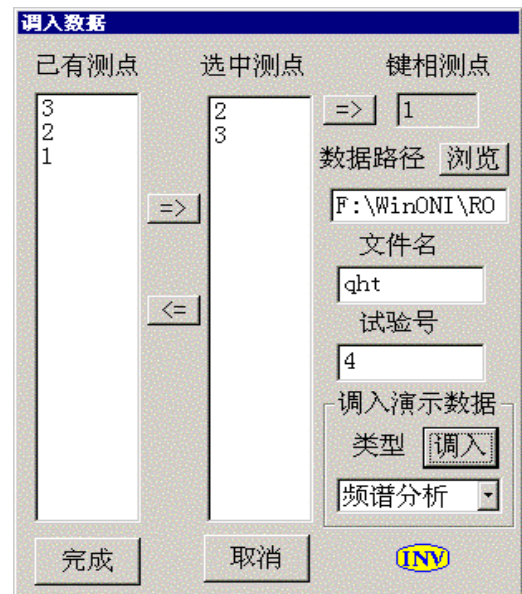 调入数据
已有测点 选中测点 键相测点
3
2
1
=>
<=
2
3
=> 1
数据路径 浏览
F:\WinONI\RO
文件名
qht
试验号
4
调入演示数据
类型 调入
频谱分析
完成 取消 INV